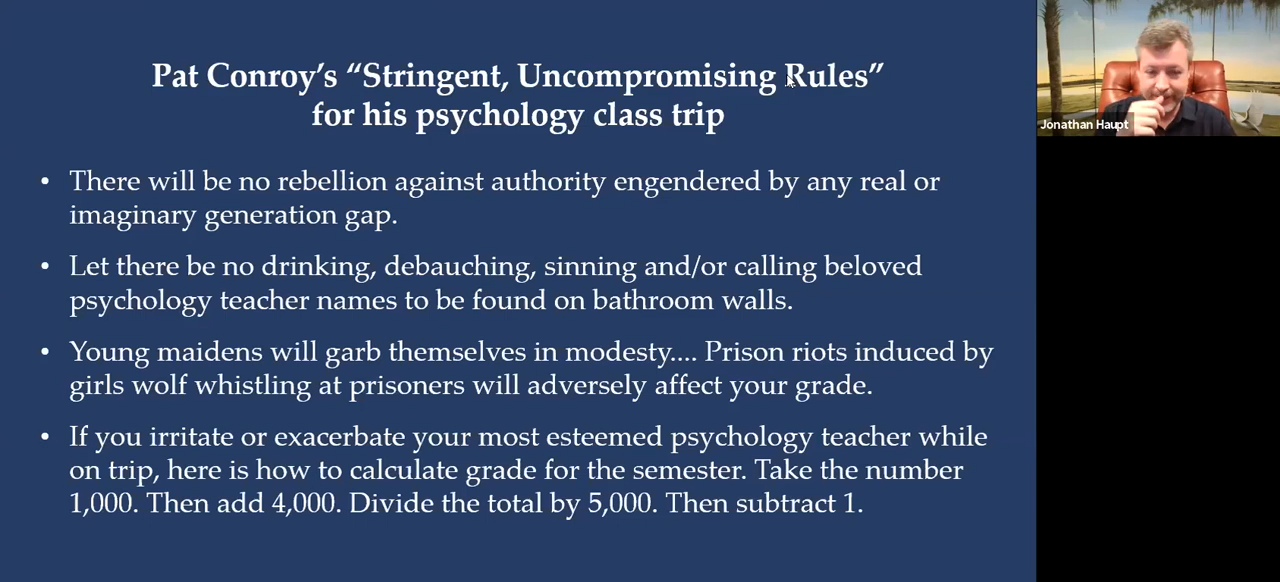 Pat Conroy’s “Stringent, Uncompromising Rules”
for his psychology class trip
• There will be no rebellion against authority engendered by any real or
imaginary generation gap.
• Let there be no drinking, debauching, sinning and/or calling beloved
psychology teacher names to be found on bathroom walls.
• Young maidens will garb themselves in modesty.... Prison riots induced by
girls wolf whistling at prisoners will adversely affect your grade.
• If you irritate or exacerbate your most esteemed psychology teacher while
on trip, here is how to calculate grade for the semester. Take the number
1,000. Then add 4,000. Divide the total by 5,000. Then subtract 1.
Jonathan Haupt